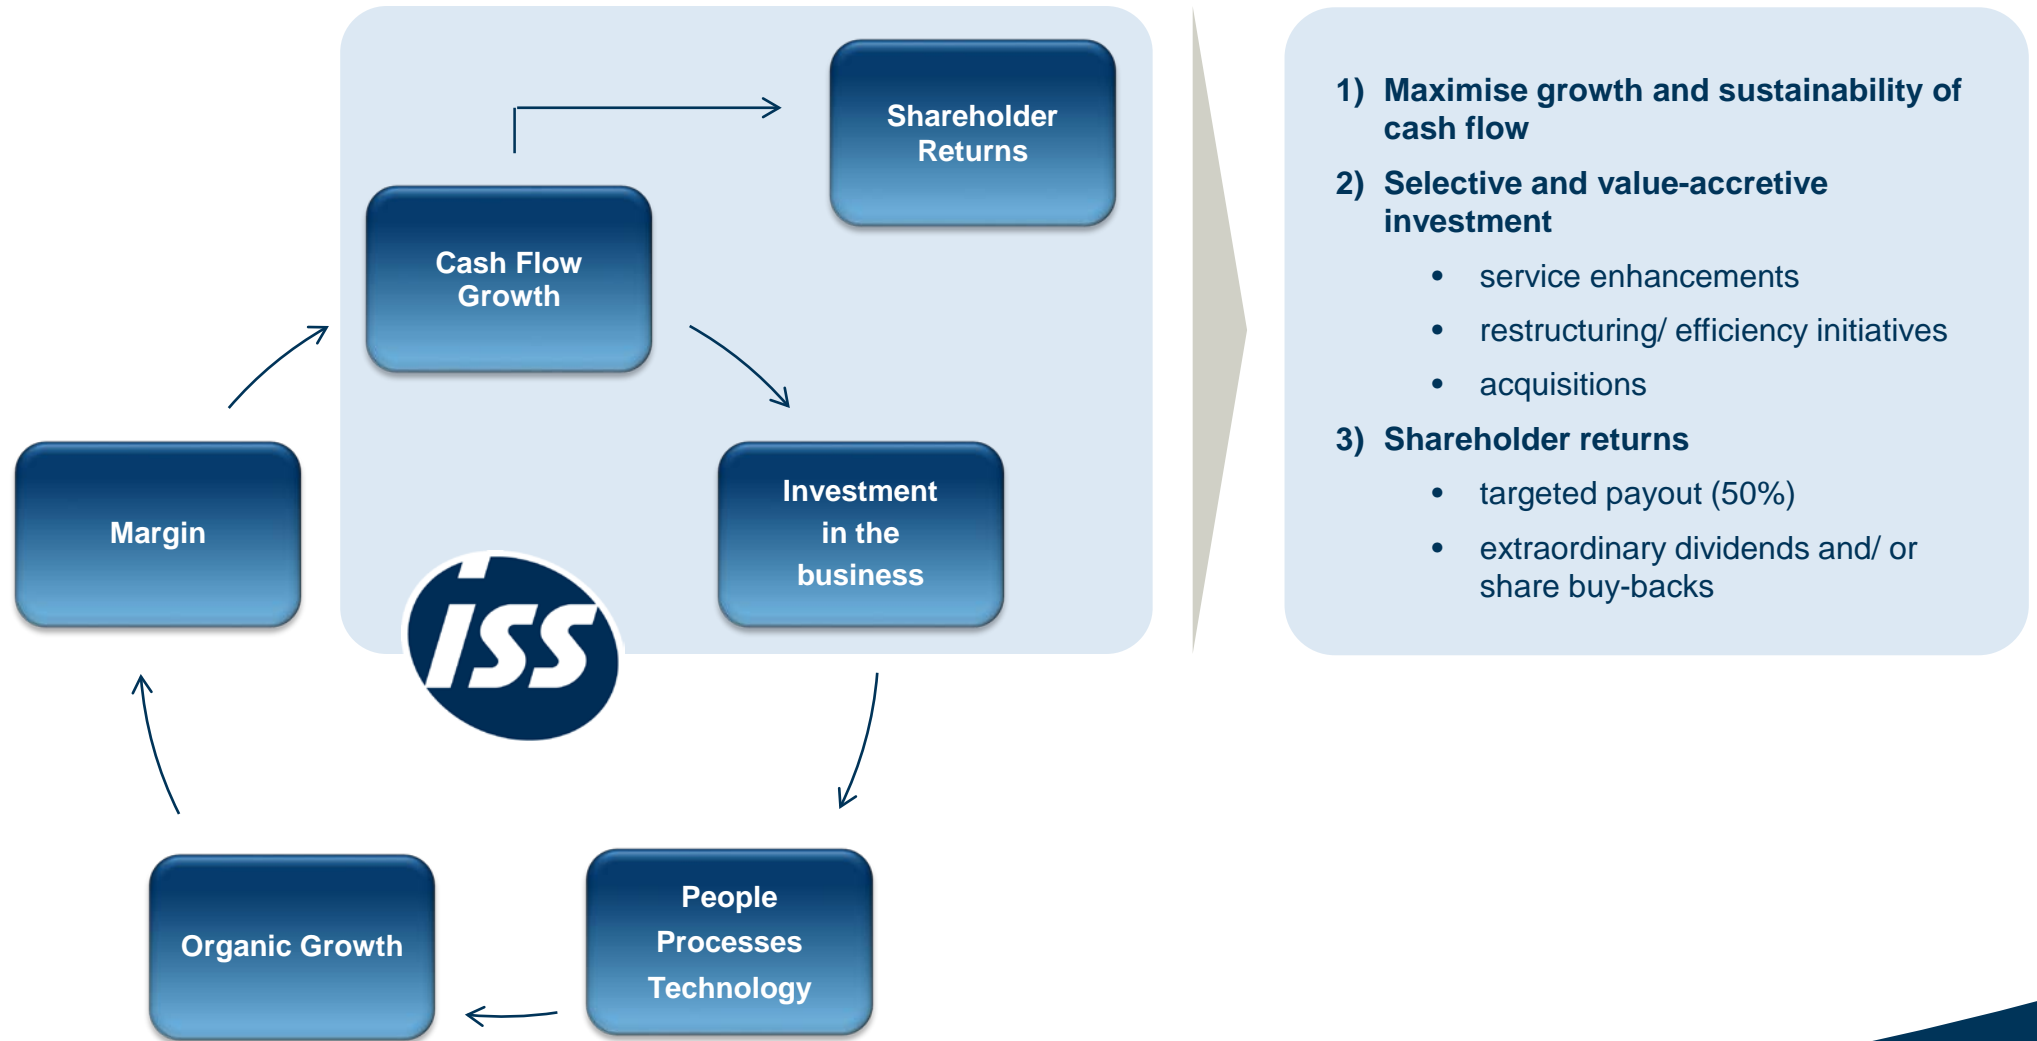 Shareholder
Returns
Cash Flow
Growth
Margin
Investment
in the
business
ISS
Organic Growth
People
Processes
Technology
1) Maximise growth and sustainability of
cash flow
2) Selective and value-accretive
investment
• service enhancements
• restructuring/ efficiency initiatives
• acquisitions
3) Shareholder returns
• targeted payout (50%)
• extraordinary dividends and/ or
share buy-backs